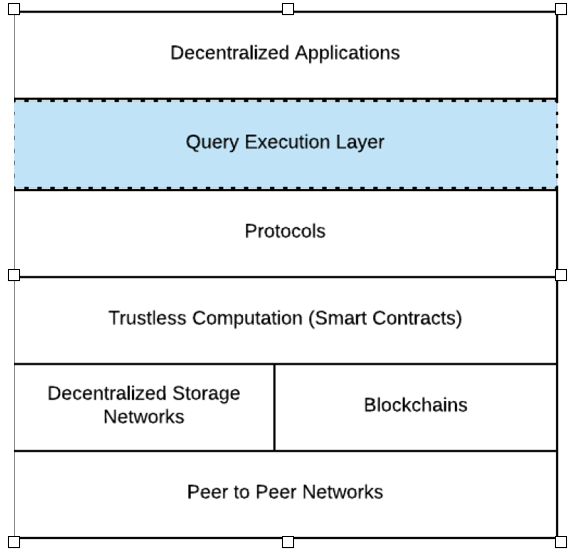 Decentralized Applications
Query Execution Layer
Protocols
Trustless Computation (Smart Contracts)
Decentralized Storage
Networks
Blockchains
Peer to Peer Networks